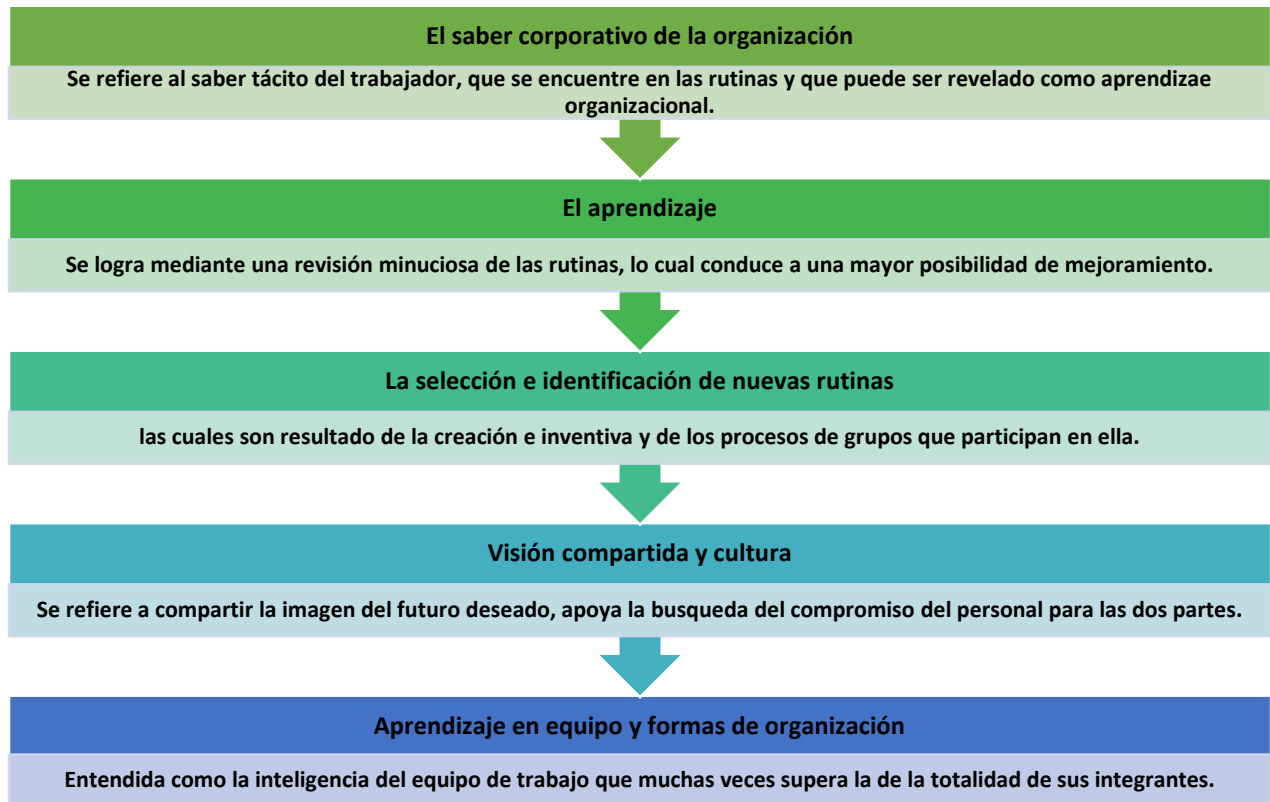 El saber corporativo de la organización
Se refiere al saber tácito del trabajador, que se encuentre en las rutinas y que puede ser revelado como aprendizae
organizacional.
El aprendizaje
Se logra mediante una revisión minuciosa de las rutinas, lo cual conduce a una mayor posibilidad de mejoramiento.
La selección e identificación de nuevas rutinas
las cuales son resultado de la creación e inventiva y de los procesos de grupos que participan en ella.
Visión compartida y cultura
Se refiere a compartir la imagen del futuro deseado, apoya la busqueda del compromiso del personal para las dos partes.
Aprendizaje en equipo y formas de organización
Entendida como la inteligencia del equipo de trabajo que muchas veces supera la de la totalidad de sus integrantes.